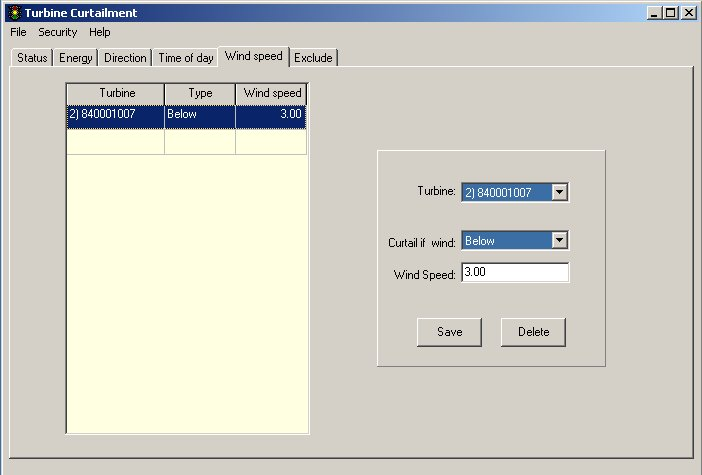 Turbine Curtailment
File Security Help
Status Energy Direction Time of day Wind speed Exclude
Turbine Type Wind speed
2) 840001007 Below 3.00
Turbine: 2) 840001007
Curtail if wind: Below
Wind Speed: 3.00
Save Delete